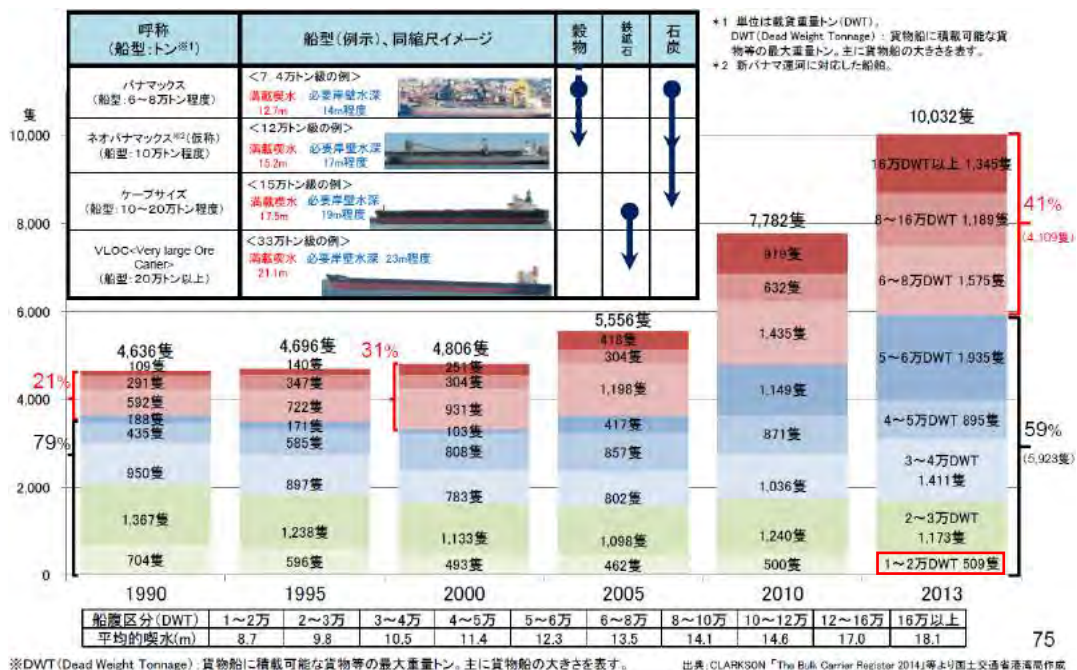 呼称
(船型:トン※1)
船型(例示)、同縮尺イメージ
穀物
鉄鉱石
石炭
パナマックス
(船型:6～8万トン程度)
<7.4万トン級の例>
満載喫水 必要岸壁水深
12.7m 14m程度
ネオパナマックス※2(仮称)
(船型:10万トン程度)
<12万トン級の例>
満載喫水 必要岸壁水深
15.2m 17m程度
ケープサイズ
(船型:10～20万トン程度)
<15万トン級の例>
満載喫水 必要岸壁水深
17.5m 19m程度
VLOC<Very large Ore
Carier>
(船型:20万トン以上)
<33万トン級の例>
満載喫水 必要岸壁水深 23m程度
21.1m
*1 単位は載貨重量トン(DWT)。
DWT(Dead Weight Tonnage):貨物船に積載可能な貨
物等の最大重量トン。主に貨物船の大きさを表す。
*2 新パナマ運河に対応した船舶。
隻
10,000
8,000
6,000
4,000
2,000
0
4,636隻
109隻
291隻
592隻
188隻
435隻
950隻
1,367隻
704隻
21%
79%
4,696隻
140隻
347隻
722隻
171隻
585隻
897隻
1,238隻
596隻
31%
4,806隻
251隻
304隻
931隻
103隻
808隻
783隻
1,133隻
493隻
5,556隻
418隻
304隻
1,198隻
417隻
857隻
802隻
1,098隻
462隻
7,782隻
919隻
632隻
1,435隻
1,149隻
871隻
1,036隻
1,240隻
500隻
10,032隻
16万DWT以上 1,345隻
8～16万DWT 1,189隻
6～8万DWT 1,575隻
5～6万DWT 1,935隻
4～5万DWT 895隻
3～4万DWT
1,411隻
2～3万DWT
1,173隻
1～2万DWT 509隻
41%
(4,109隻)
59%
(5,923隻)
1990 1995 2000 2005 2010 2013
船腹区分(DWT) 1～2万 2～3万 3～4万 4～5万 5～6万 6～8万 8～10万 10～12万 12～16万 16万以上
平均的喫水(m) 8.7 9.8 10.5 11.4 12.3 13.5 14.1 14.6 17.0 18.1
75
※DWT(Dead Weight Tonnage):貨物船に積載可能な貨物等の最大重量トン。主に貨物船の大きさを表す。
出典:CLARKSON 「The Bulk Carrier Register 2014」等より国土交通省港湾局作成